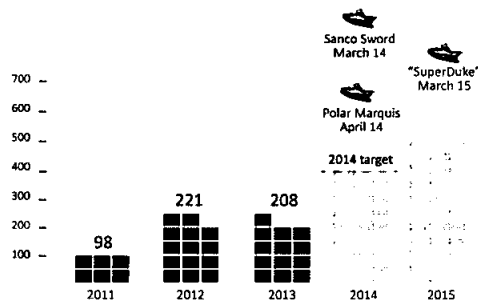 Sanco Sword
March 14
"SuperDuke"
March 15
Polar Marquis
April 14
2014 target
700
600
500
400
300
200
100
98
221
208
2011
2012
2013
2014
2015